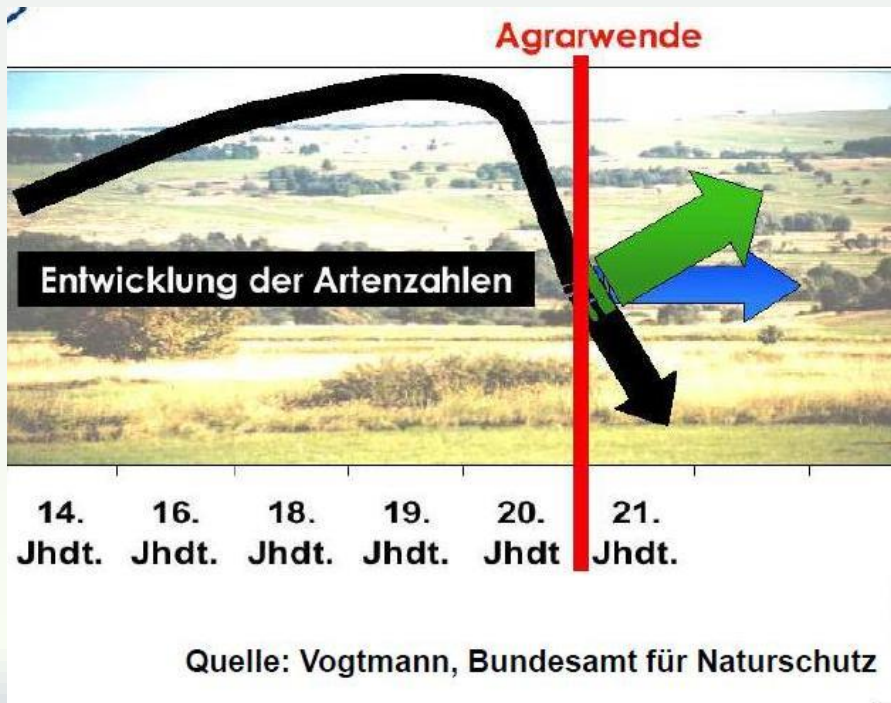 Agrarwende
Entwicklung der Artenzahlen
14. 16. 18. 19. 20. 21.
Jhdt. Jhdt. Jhdt. Jhdt. Jhdt Jhdt.
Quelle: Vogtmann, Bundesamt für Naturschutz